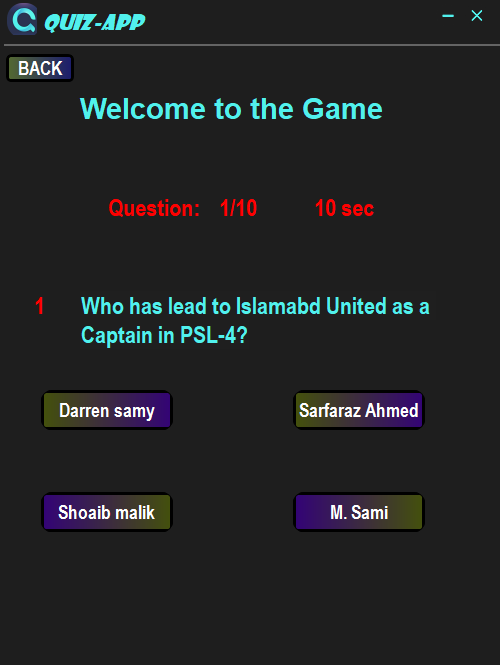 QUIZ-APP
BACK
Welcome to the Game
Question: 1/10 10 sec
1 Who has lead to Islamabd United as a
Captain in PSL-4?
Darren samy Sarfaraz Ahmed
Shoaib malik M. Sami